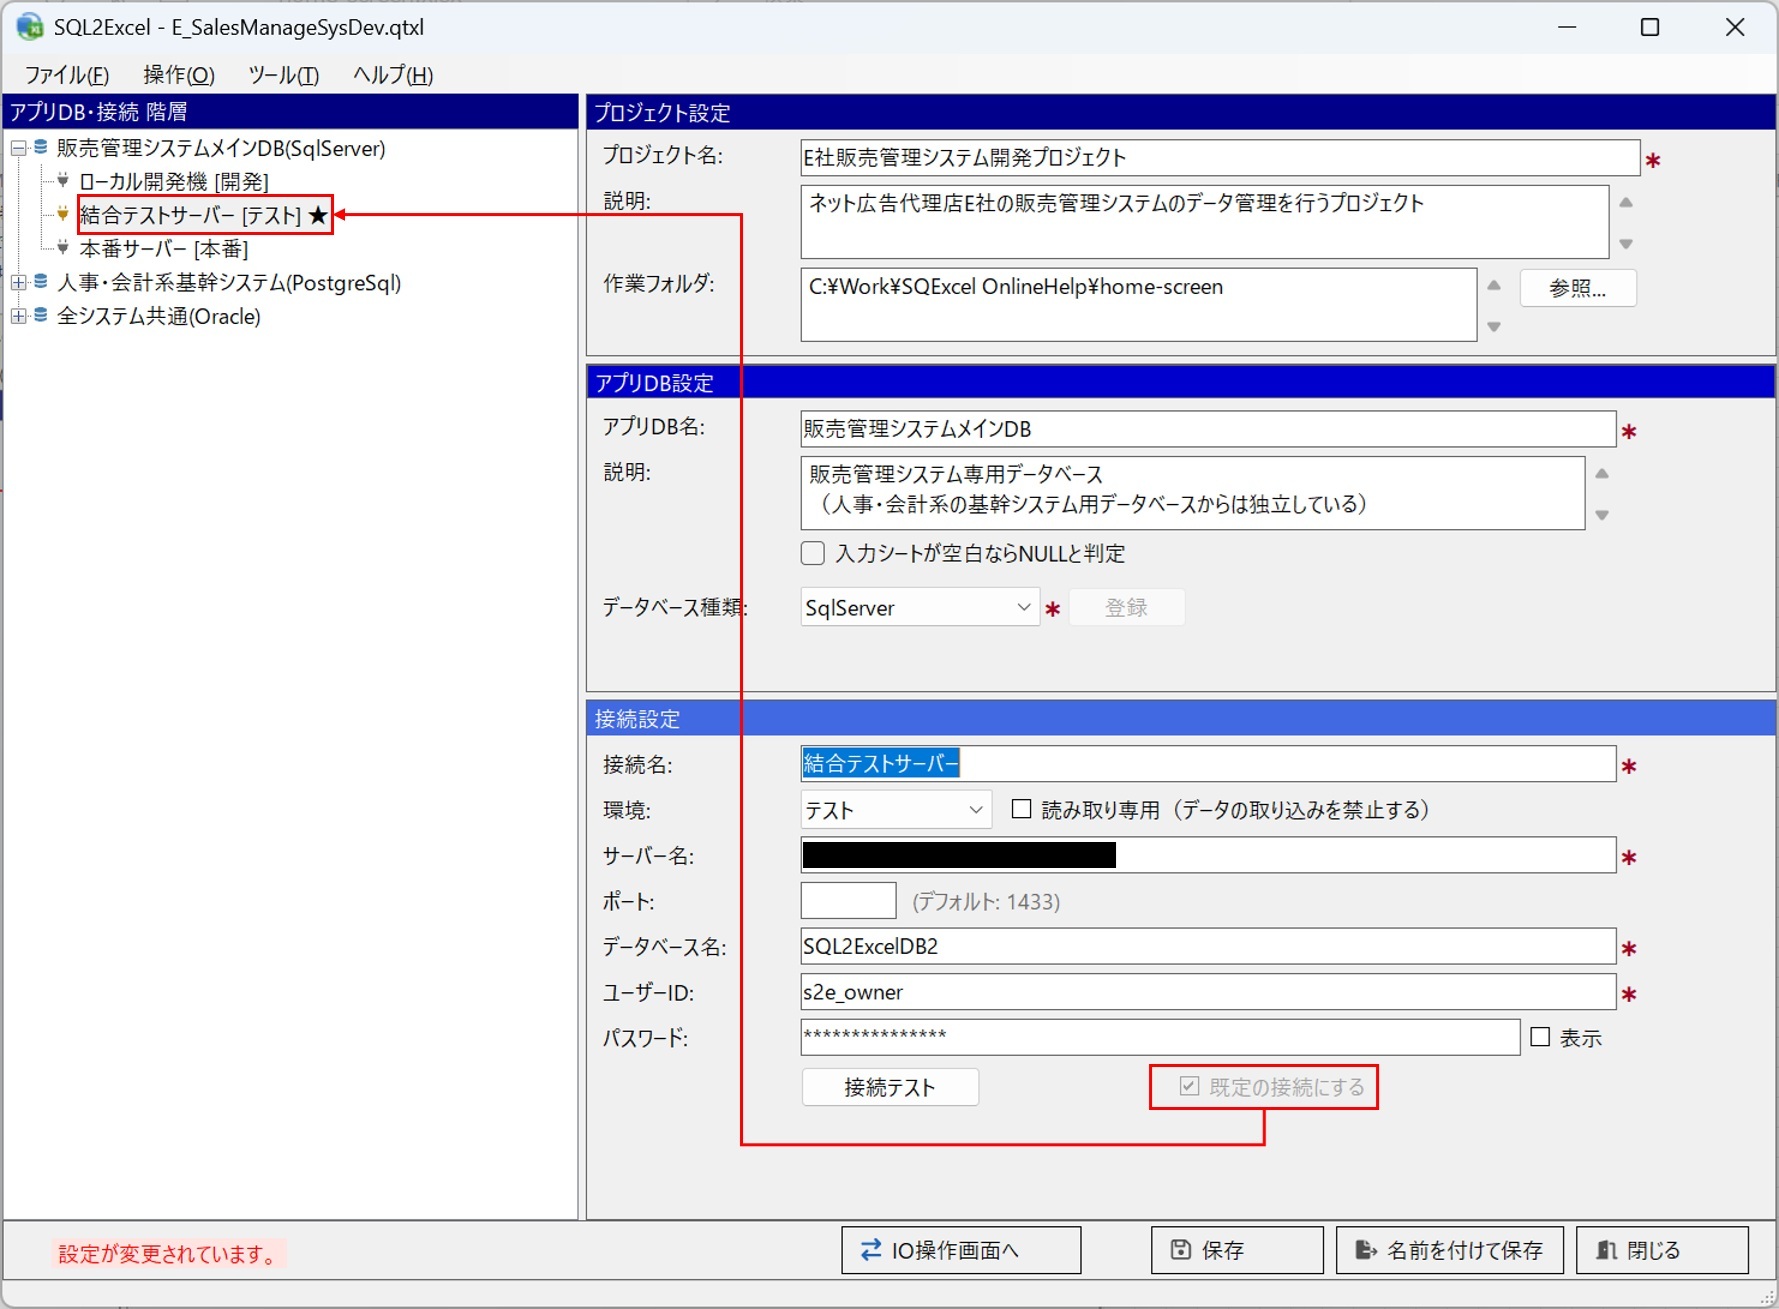 SQL2Excel - E_SalesManageSysDev.qtxl
ファイル(F) 操作(O) ツール(T) ヘルプ(H)
アプリDB・接続 階層
販売管理システムメインDB(SqlServer)
ローカル開発機 [開発]
結合テストサーバー [テスト] ★
本番サーバー [本番]
人事・会計系基幹システム(PostgreSql)
全システム共通(Oracle)
プロジェクト設定
プロジェクト名: E社販売管理システム開発プロジェクト *
説明: ネット広告代理店E社の販売管理システムのデータ管理を行うプロジェクト
作業フォルダ: C:¥Work¥SQExcel OnlineHelp¥home-screen 参照...
アプリDB設定
アプリDB名: 販売管理システムメインDB *
説明: 販売管理システム専用データベース
（人事・会計系の基幹システム用データベースからは独立している）
入力シートが空白ならNULLと判定
データベース種類: SqlServer * 登録
接続設定
接続名: 結合テストサーバー *
環境: テスト 読み取り専用（データの取り込みを禁止する）
サーバー名: *
ポート: (デフォルト: 1433)
データベース名: SQL2ExcelDB2 *
ユーザーID: s2e_owner *
パスワード: *************** 表示
接続テスト 既定の接続にする
設定が変更されています。 IO操作画面へ 保存 名前を付けて保存 閉じる